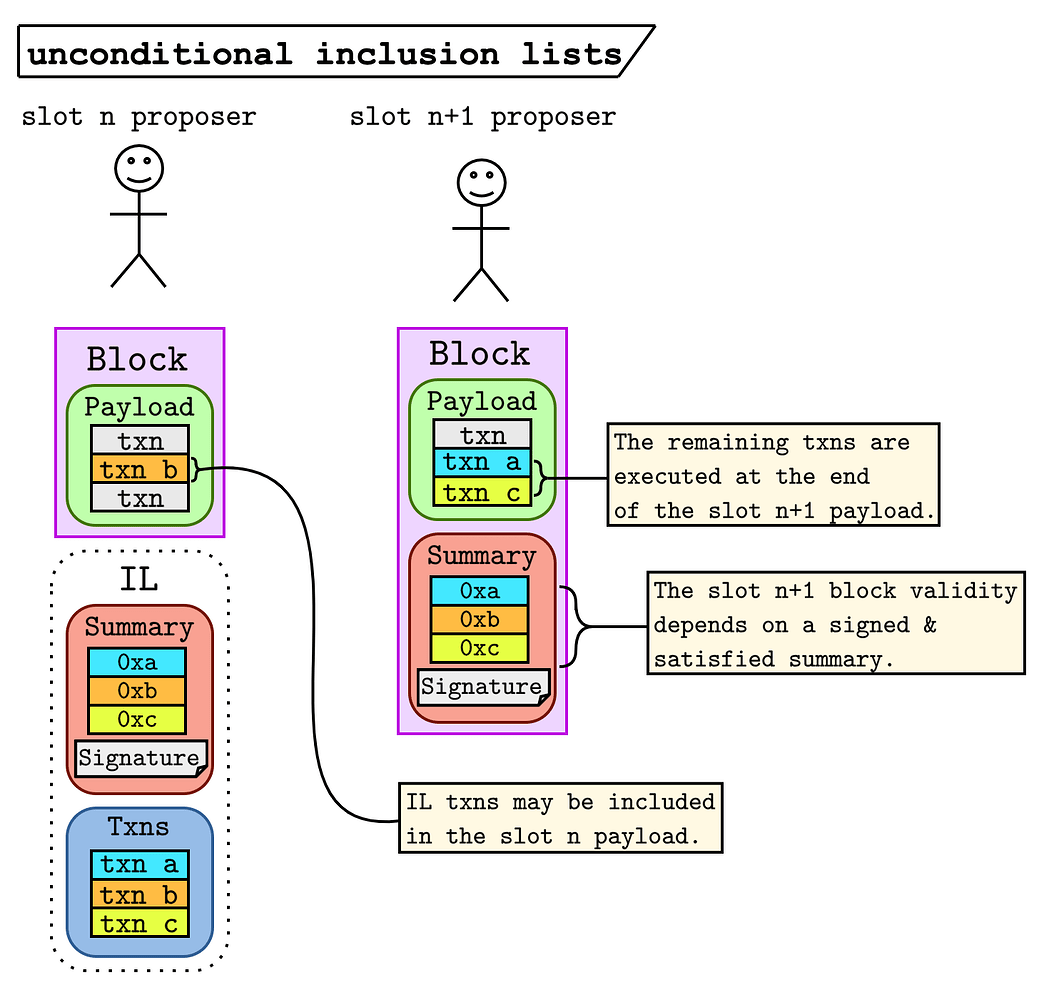 unconditional inclusion lists
slot n proposer
slot n+1 proposer
Block
Payload
txn
txn b
txn
IL
Summary
0xa
0xb
0xc
Signature
Txns
txn a
txn b
txn c
Block
Payload
txn
txn a
txn c
Summary
0xa
0xb
0xc
Signature
The remaining txns are
executed at the end
of the slot n+1 payload.
The slot n+1 block validity
depends on a signed &
satisfied summary.
IL txns may be included
in the slot n payload.